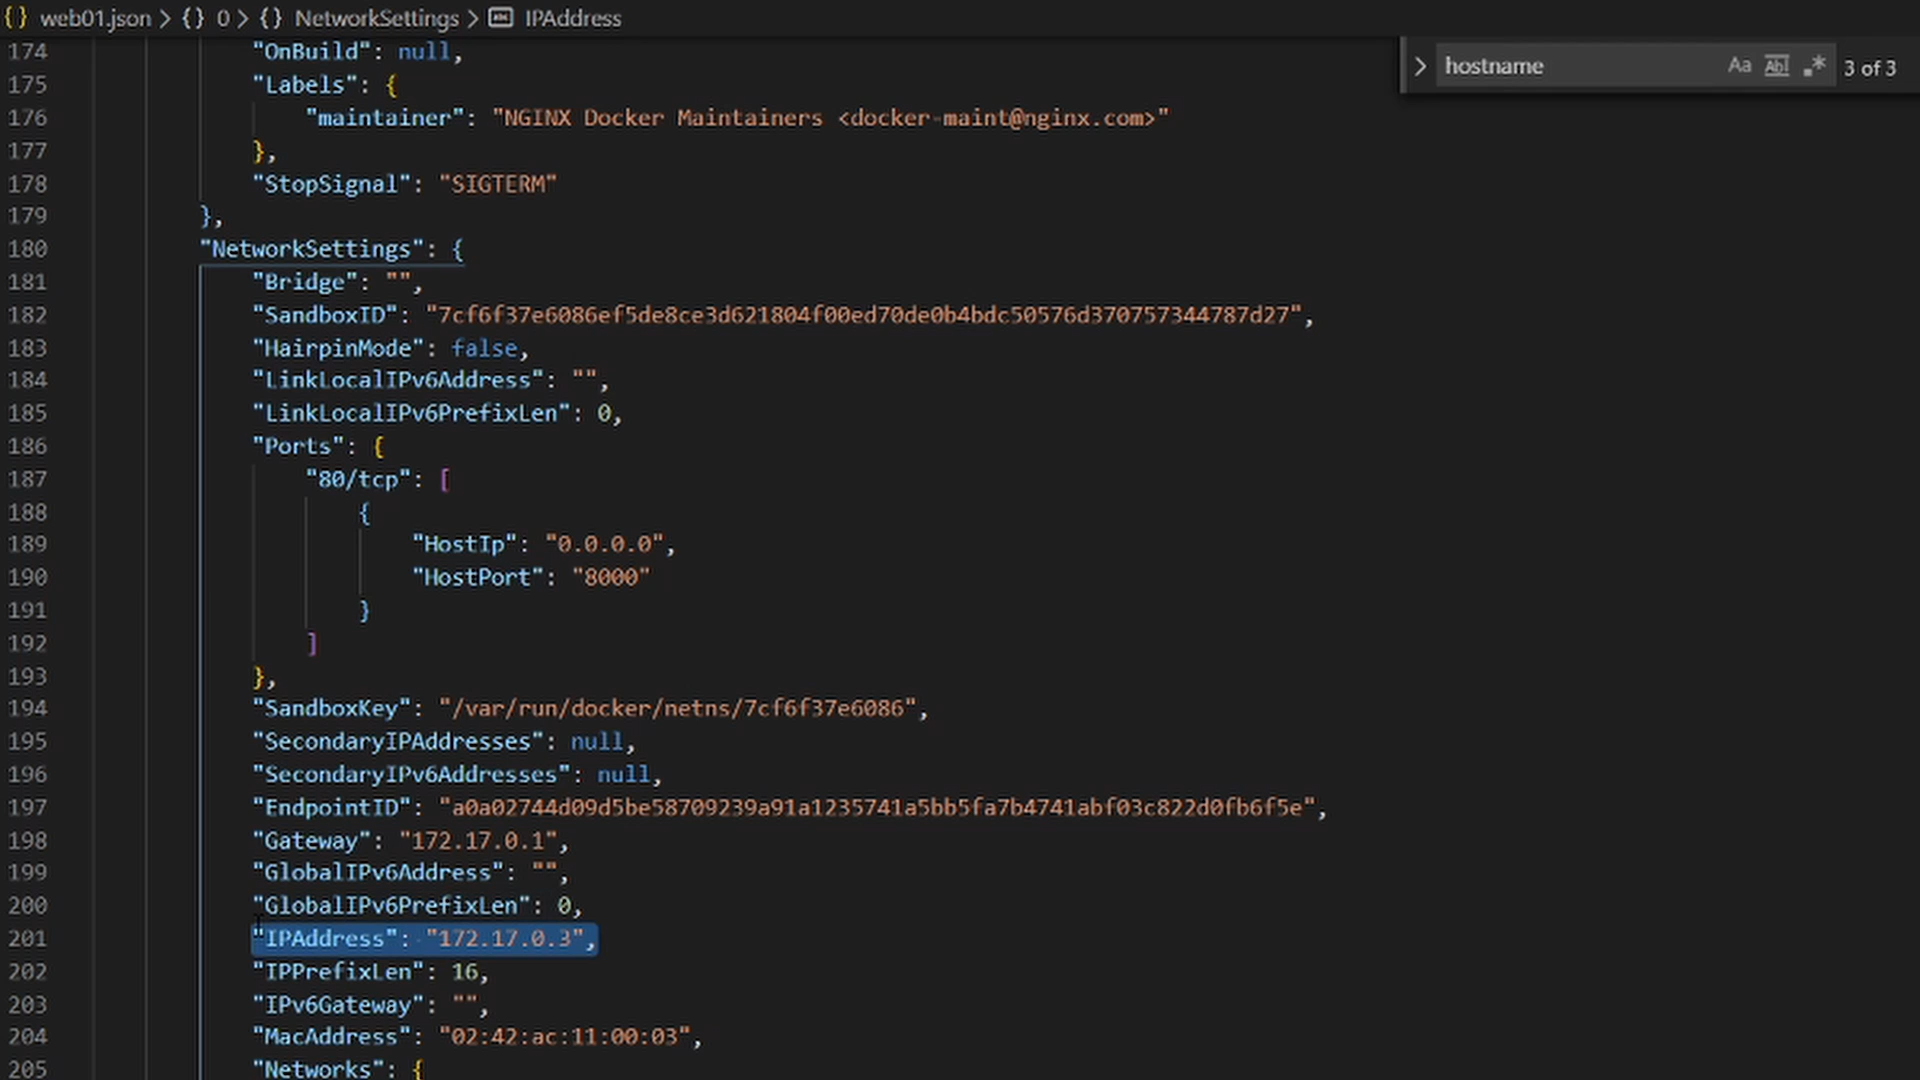 {} web01.json > {} 0 > {} NetworkSettings > IPAddress
hostname Aa Abl .* 3 of 3
174 "OnBuild": null,
175 "Labels": {
176 "maintainer": "NGINX Docker Maintainers <docker-maint@nginx.com>"
177 },
178 "StopSignal": "SIGTERM"
179 },
180 "NetworkSettings": {
181 "Bridge": "",
182 "SandboxID": "7cf6f37e6086ef5de8ce3d621804f00ed70de0b4bdc50576d370757344787d27",
183 "HairpinMode": false,
184 "LinkLocalIPv6Address": "",
185 "LinkLocalIPv6PrefixLen": 0,
186 "Ports": {
187 "80/tcp": [
188 {
189 "HostIp": "0.0.0.0",
190 "HostPort": "8000"
191 }
192 ]
193 },
194 "SandboxKey": "/var/run/docker/netns/7cf6f37e6086",
195 "SecondaryIPAddresses": null,
196 "SecondaryIPv6Addresses": null,
197 "EndpointID": "a0a02744d09d5be58709239a91a1235741a5bb5fa7b4741abf03c822d0fb6f5e",
198 "Gateway": "172.17.0.1",
199 "GlobalIPv6Address": "",
200 "GlobalIPv6PrefixLen": 0,
201 "IPAddress": "172.17.0.3",
202 "IPPrefixLen": 16,
203 "IPv6Gateway": "",
204 "MacAddress": "02:42:ac:11:00:03",
205 "Networks": {